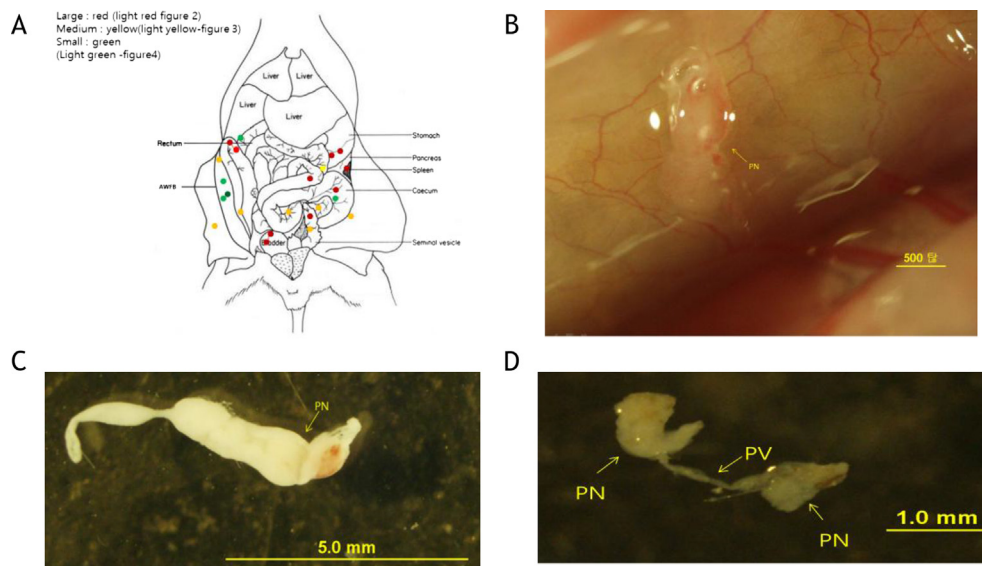 A
Large : red (light red figure 2)
Medium : yellow(light yellow-figure 3)
Small : green
(Light green -figure4)
Liver
Liver
Liver
Liver
Rectum
AWFB
Stomach
Pancreas
Spleen
Caecum
Seminal vesicle
B
PN
500 탆
C
PN
5.0 mm
D
PN
PV
PN
1.0 mm